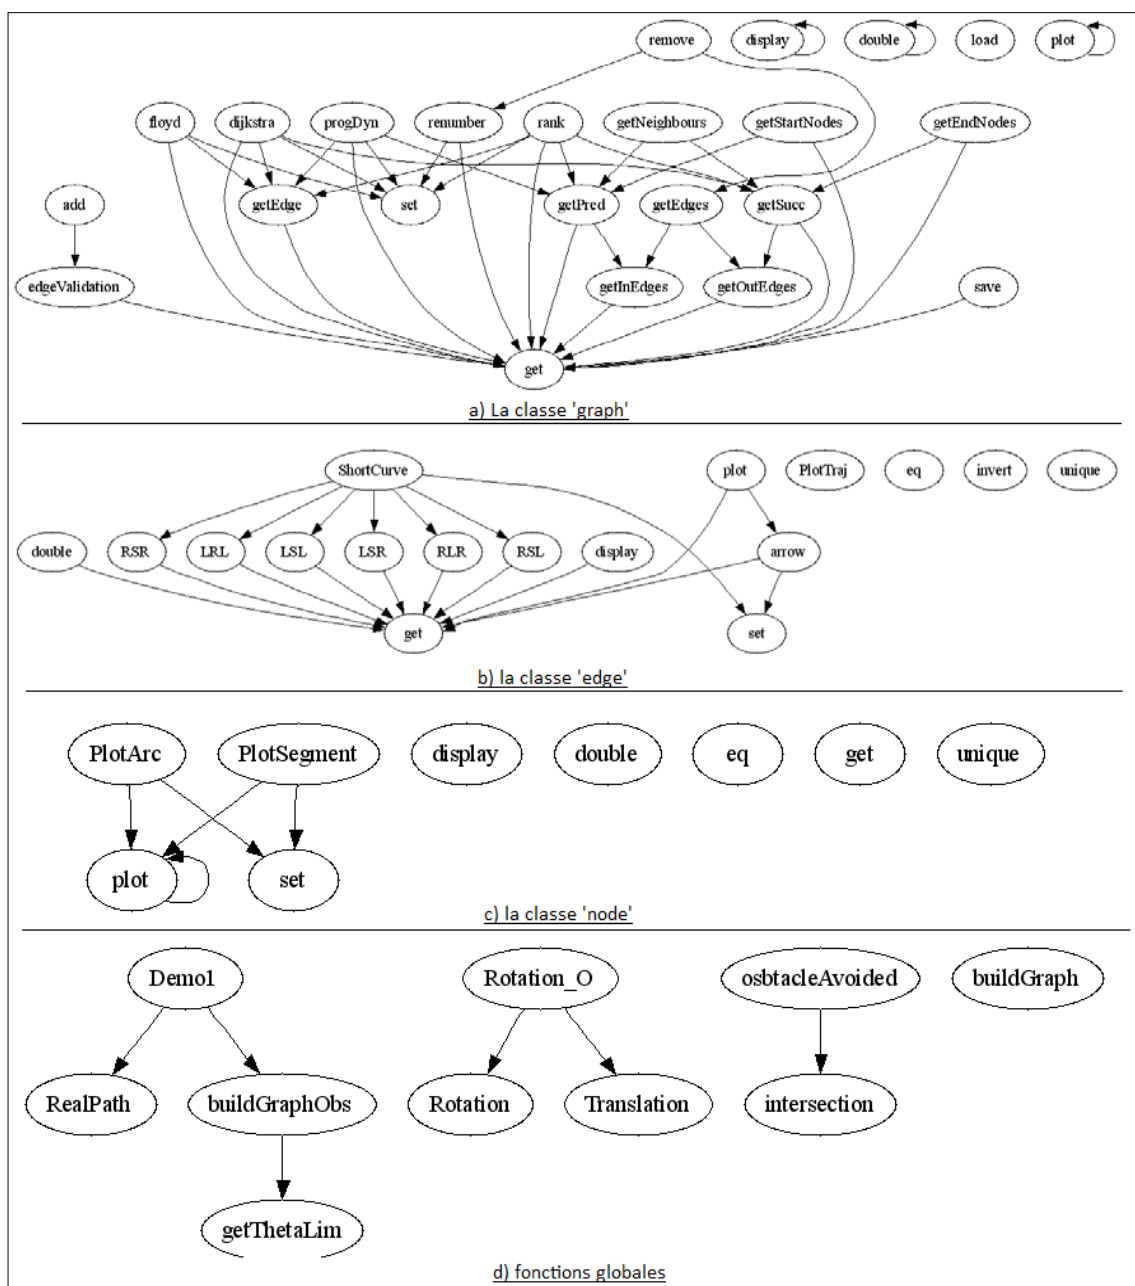 remove display double load plot
floyd dijkstra progDyn renumber rank getNeighbours getStartNodes getEndNodes
add getEdge set getPred getEdges getSucc
edgeValidation getInEdges getOutEdges save
get
a) La classe 'graph'
ShortCurve plot PlotTraj eq invert unique
double RSR LRL LSL LSR RLR RSL display arrow
get set
b) la classe 'edge'
PlotArc PlotSegment display double eq get unique
plot set
c) la classe 'node'
Demo1 Rotation_O osbtacleAvoided buildGraph
RealPath buildGraphObs Rotation Translation intersection
getThetaLim
d) fonctions globales